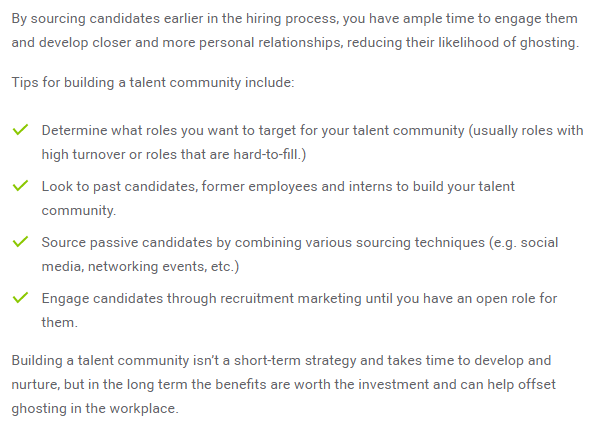 By sourcing candidates earlier in the hiring process, you have ample time to engage them
and develop closer and more personal relationships, reducing their likelihood of ghosting.
Tips for building a talent community include:
Determine what roles you want to target for your talent community (usually roles with
high turnover or roles that are hard-to-fill.)
Look to past candidates, former employees and interns to build your talent
community.
Source passive candidates by combining various sourcing techniques (e.g. social
media, networking events, etc.)
Engage candidates through recruitment marketing until you have an open role for
them.
Building a talent community isn’t a short-term strategy and takes time to develop and
nurture, but in the long term the benefits are worth the investment and can help offset
ghosting in the workplace.